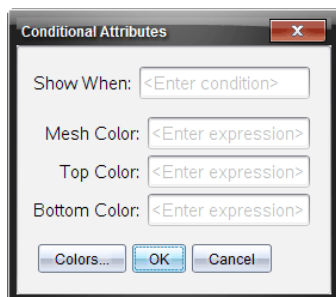 Conditional Attributes
Show When: <Enter condition>
Mesh Color: <Enter expression>
Top Color: <Enter expression>
Bottom Color: <Enter expression>
Colors... OK Cancel